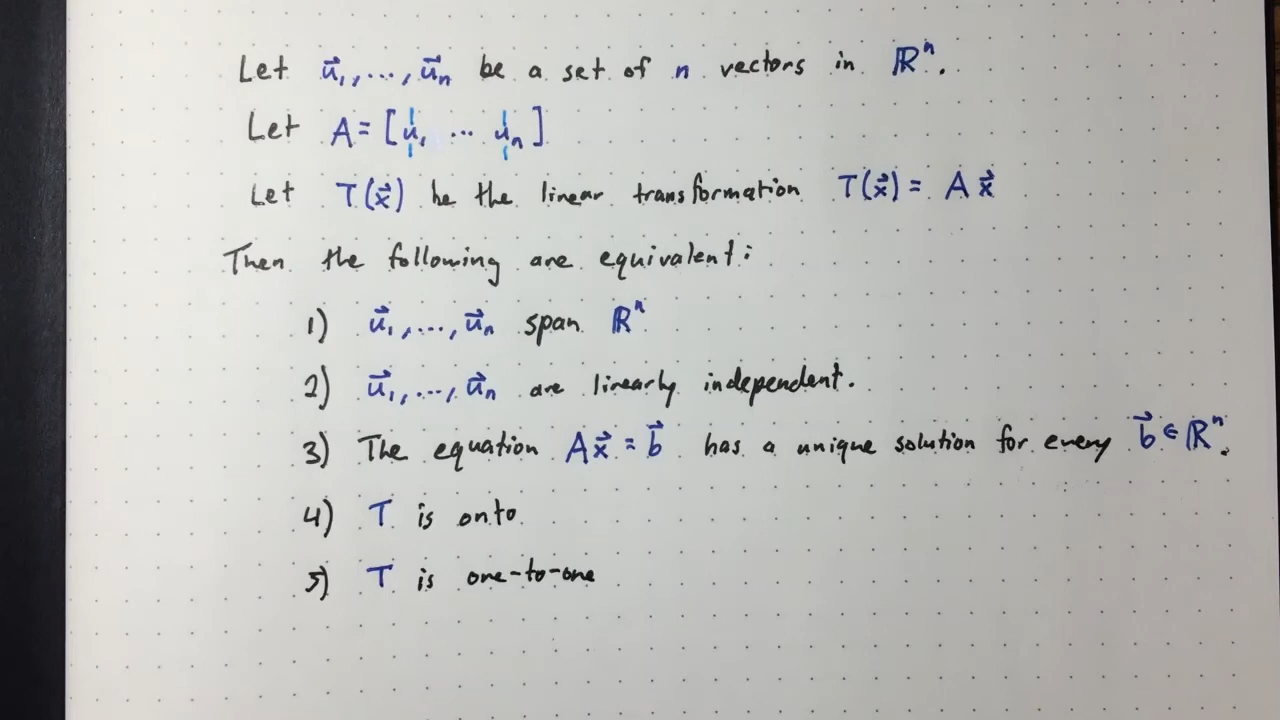 Let u⃗₁,...,u⃗ₙ be a set of n vectors in ℝⁿ.
Let A = [u₁ ... uₙ]
Let T(x⃗) be the linear transformation T(x⃗) = A x⃗
Then the following are equivalent:
1) u⃗₁,...,u⃗ₙ span ℝⁿ
2) u⃗₁,...,u⃗ₙ are linearly independent.
3) The equation Ax⃗ = b⃗ has a unique solution for every b⃗ ∈ ℝⁿ.
4) T is onto
5) T is one-to-one